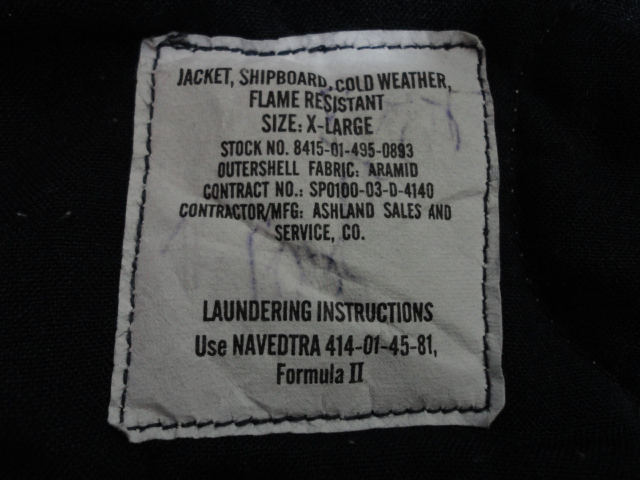 JACKET, SHIPBOARD, COLD WEATHER,
FLAME RESISTANT
SIZE: X-LARGE
STOCK NO. 8415-01-495-0893
OUTERSHELL FABRIC: ARAMID
CONTRACT NO.: SP0100-03-D-4140
CONTRACTOR/MFG: ASHLAND SALES AND
SERVICE, CO.
LAUNDERING INSTRUCTIONS
Use NAVEDTRA 414-01-45-81,
Formula II